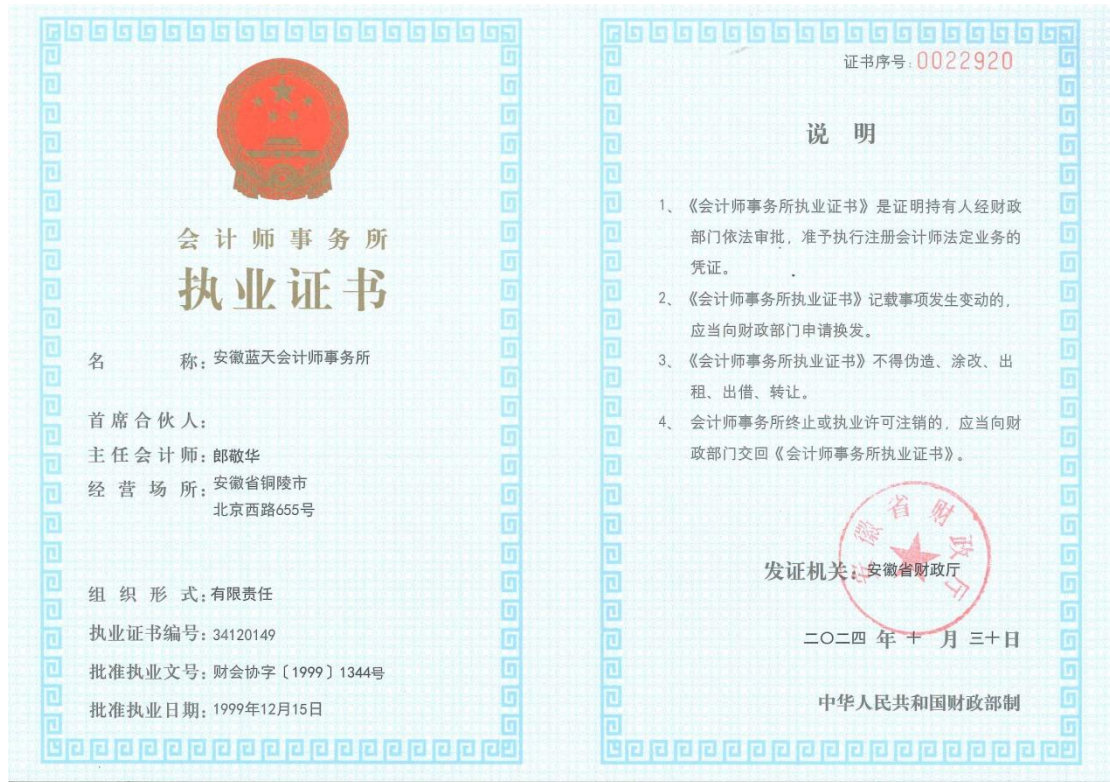 会计师事务所
执业证书
名 称：安徽蓝天会计师事务所
首席合伙人：
主任会计师：郎敬华
经营场所：安徽省铜陵市
北京西路655号
组织形式：有限责任
执业证书编号：34120149
批准执业文号：财会协字〔1999〕1344号
批准执业日期：1999年12月15日
证书序号：0022920
说 明
1、《会计师事务所执业证书》是证明持有人经财政
部门依法审批，准予执行注册会计师法定业务的
凭证。
2、《会计师事务所执业证书》记载事项发生变动的，
应当向财政部门申请换发。
3、《会计师事务所执业证书》不得伪造、涂改、出
租、出借、转让。
4、 会计师事务所终止或执业许可注销的，应当向财
政部门交回《会计师事务所执业证书》。
安徽省财政厅
发证机关：安徽省财政厅
二〇二四 年 十 月 三十日
中华人民共和国财政部制